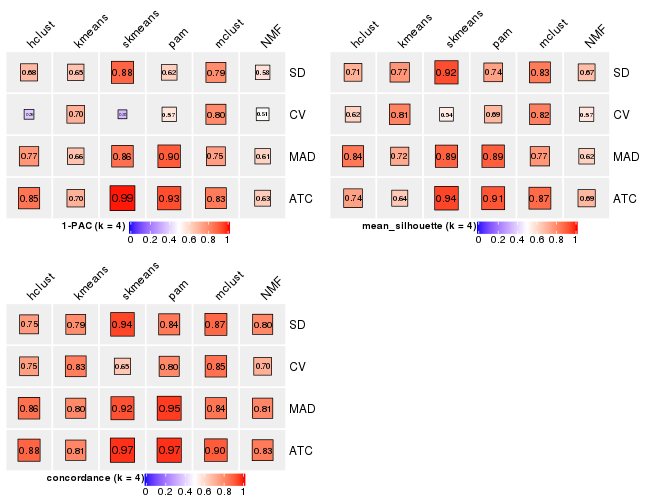 hclust kmeans skmeans pam mclust NMF
0.68 0.65 0.88 0.62 0.79 0.58 SD
0.70 0.57 0.80 0.51 CV
0.77 0.66 0.86 0.90 0.75 0.61 MAD
0.85 0.70 0.99 0.93 0.83 0.63 ATC
1-PAC (k = 4)
0 0.2 0.4 0.6 0.8 1
hclust kmeans skmeans pam mclust NMF
0.71 0.77 0.92 0.74 0.83 0.67 SD
0.62 0.81 0.54 0.69 0.82 0.57 CV
0.84 0.72 0.89 0.89 0.77 0.62 MAD
0.74 0.64 0.94 0.91 0.87 0.69 ATC
mean_silhouette (k = 4)
0 0.2 0.4 0.6 0.8 1
hclust kmeans skmeans pam mclust NMF
0.75 0.79 0.94 0.84 0.87 0.80 SD
0.75 0.83 0.65 0.80 0.85 0.70 CV
0.86 0.80 0.92 0.95 0.84 0.81 MAD
0.88 0.81 0.97 0.97 0.90 0.83 ATC
concordance (k = 4)
0 0.2 0.4 0.6 0.8 1